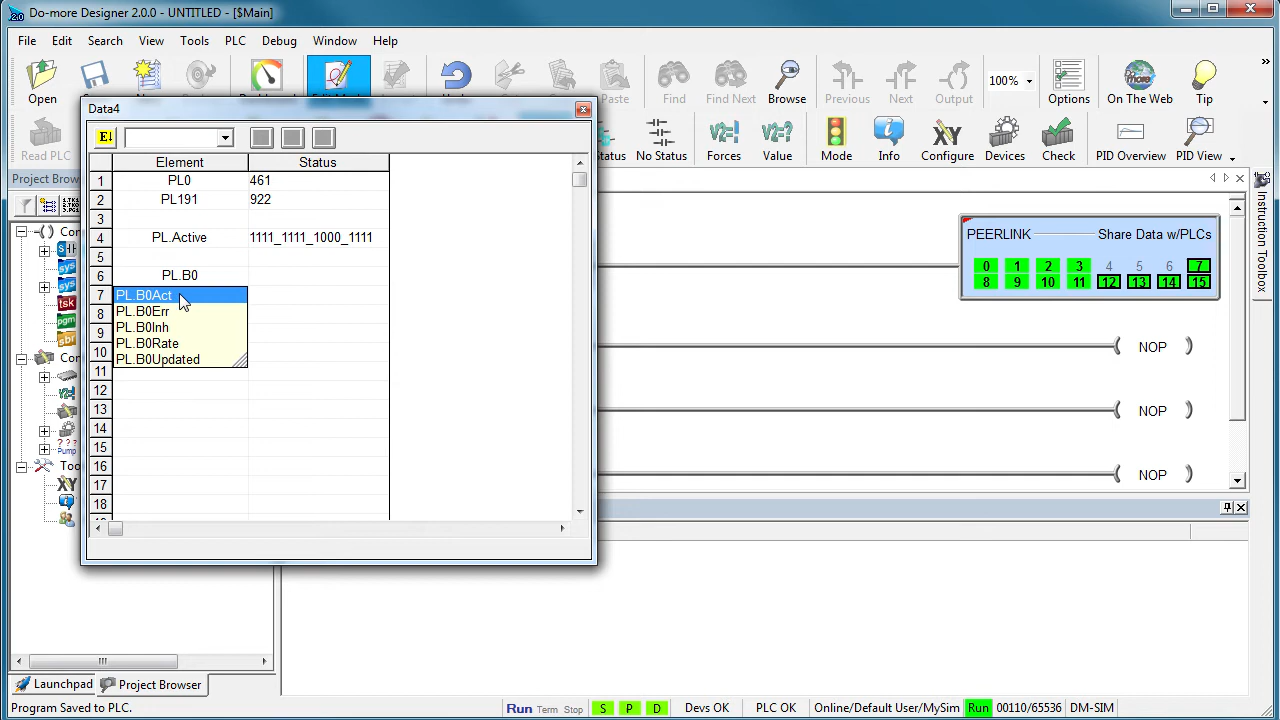 Do-more Designer 2.0.0 - UNTITLED - [$Main]
File Edit Search View Tools PLC Debug Window Help
Open
Paste Find Find Next Browse Previous Next Output 100% Options On The Web Tip
Data4
Read PLC
Status No Status Forces Value Mode Info Configure Devices Check PID Overview PID View
Element Status
1 PL0 461
2 PL191 922
3
4 PL.Active 1111_1111_1000_1111
5
6 PL.B0
7 PL.B0Act
8 PL.B0Err
9 PL.B0Inh
10 PL.B0Rate
11 PL.B0Updated
12
13
14
15
16
17
18
Project Browser
sys
sys
tsk
pgm
sbr
Too
PEERLINK Share Data w/PLCs
0 1 2 3 4 5 6 7
8 9 10 11 12 13 14 15
NOP
NOP
NOP
Instruction Toolbox
Launchpad Project Browser
Program Saved to PLC. Run Term Stop S P D Devs OK PLC OK Online/Default User/MySim Run 00110/65536 DM-SIM